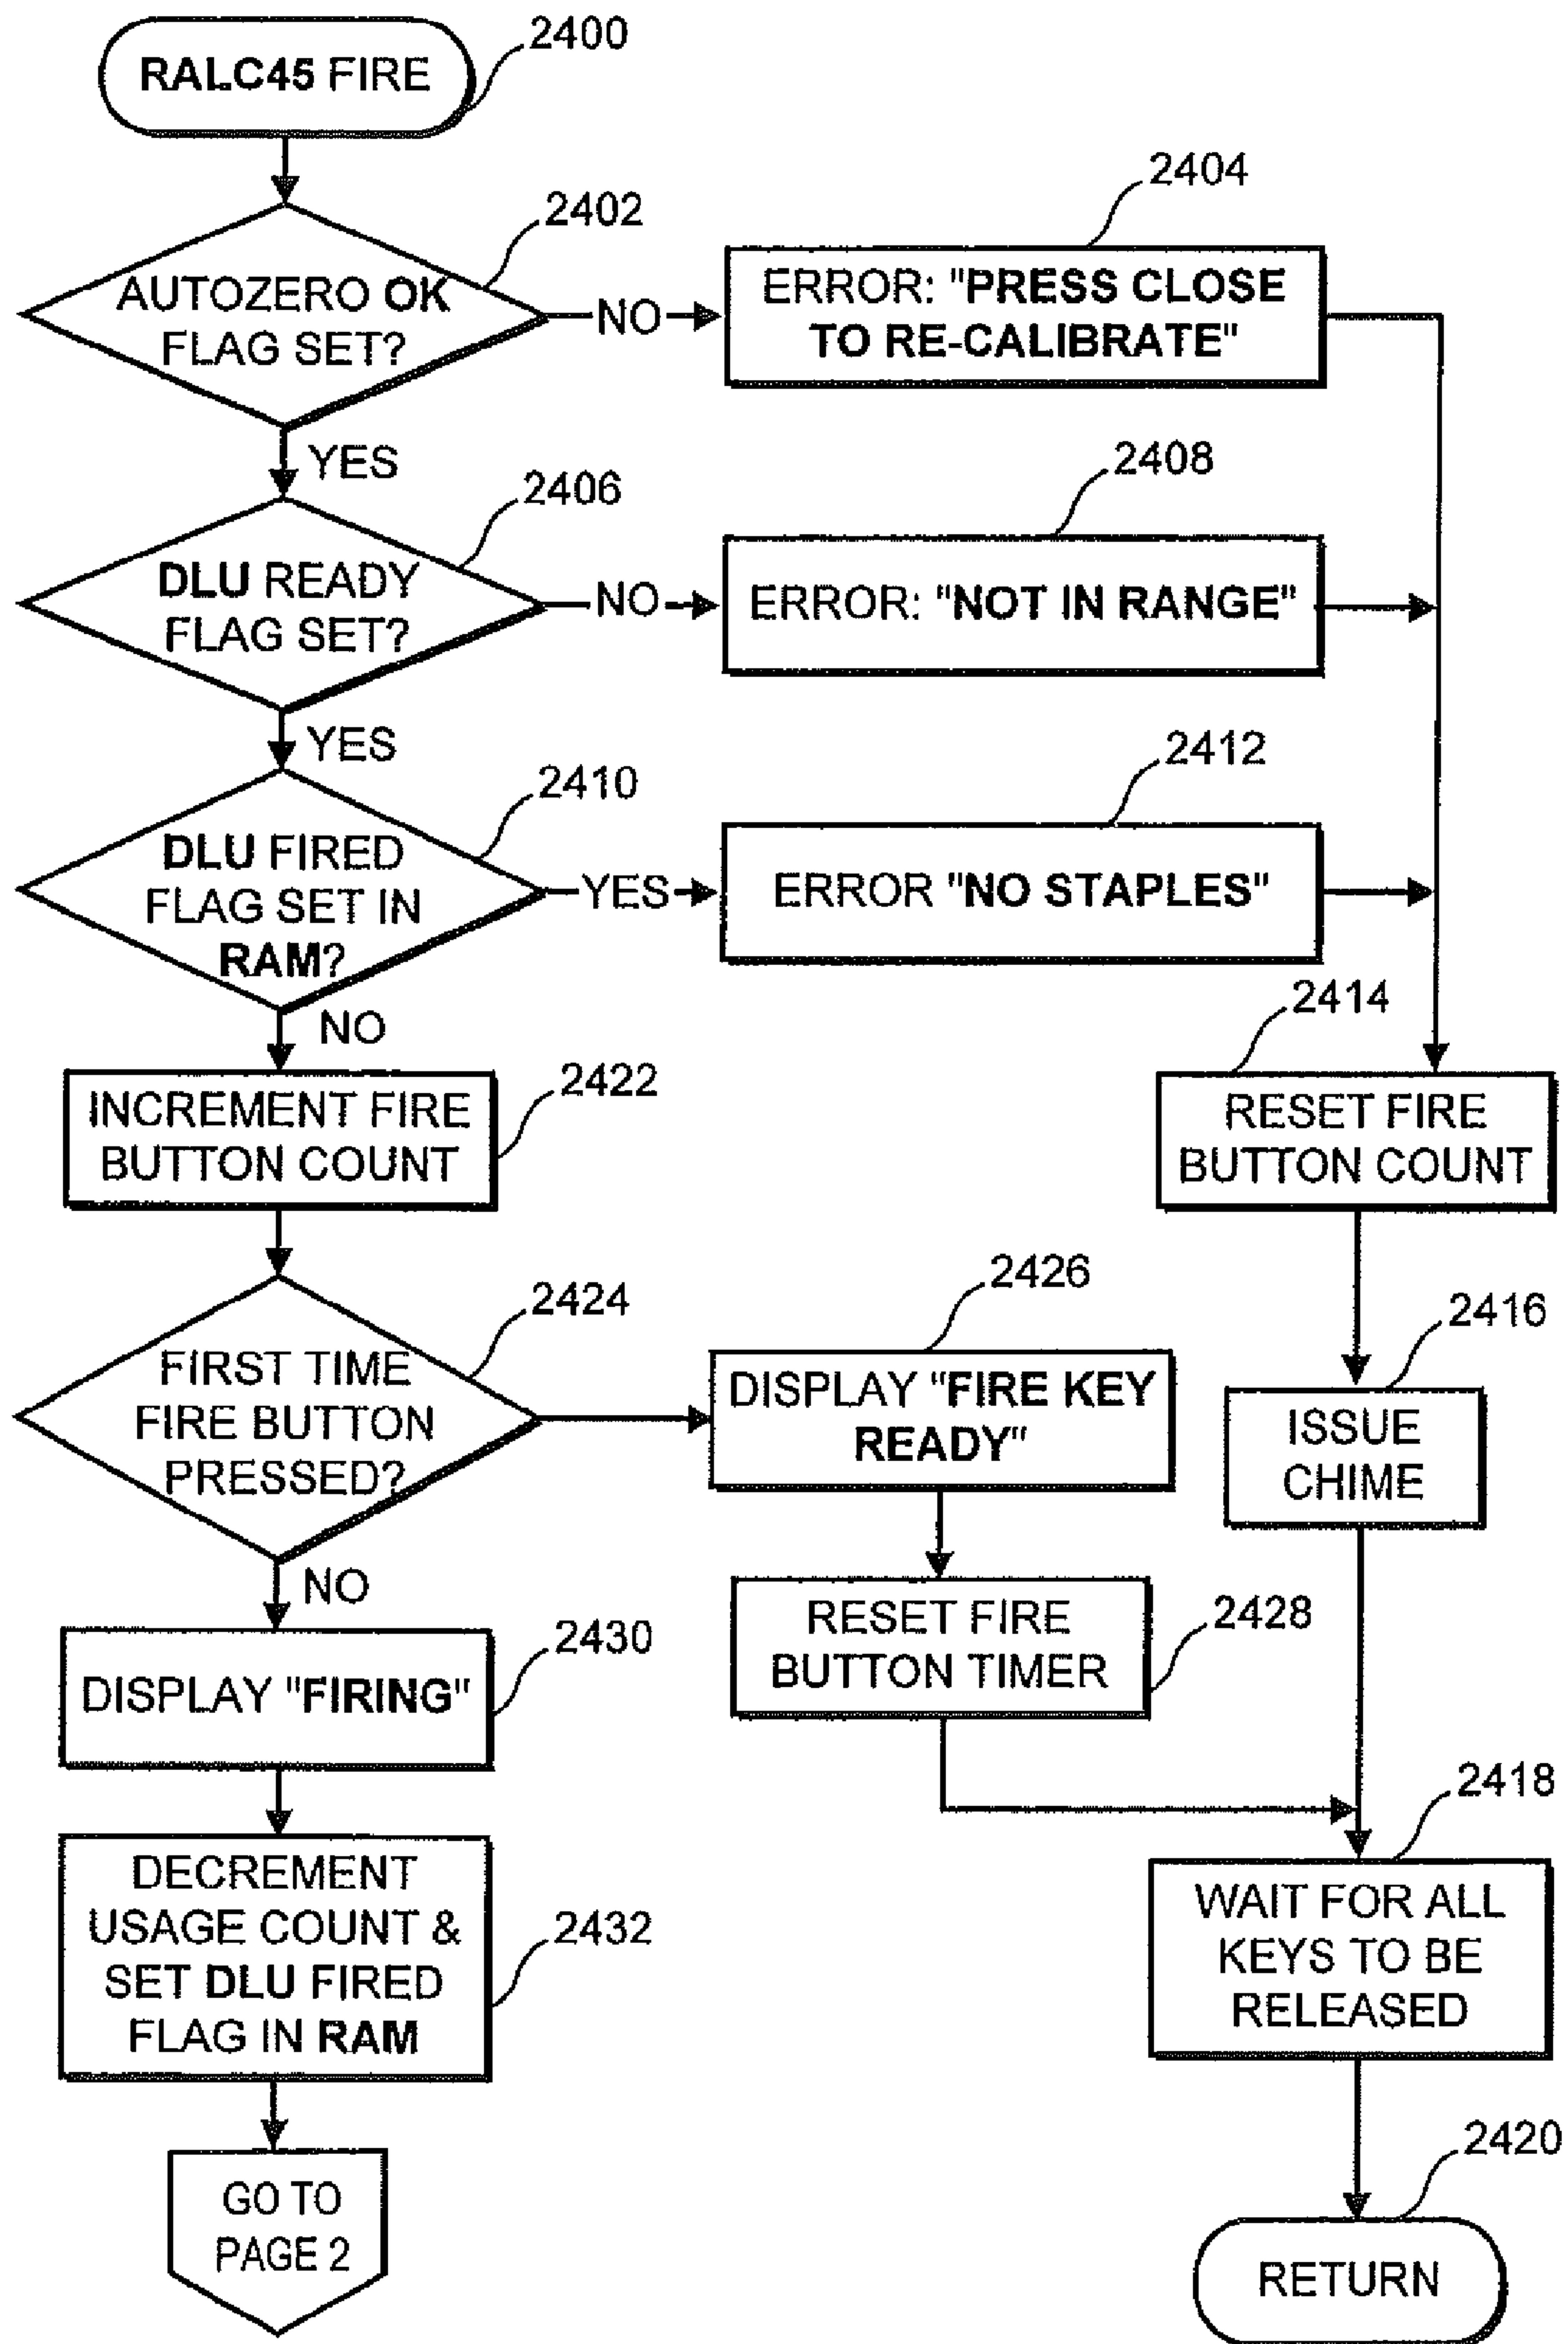 2400
RALC45 FIRE
2402
AUTOZERO OK
FLAG SET?
NO
2404
ERROR: "PRESS CLOSE
TO RE-CALIBRATE"
YES
2406
DLU READY
FLAG SET?
NO
2408
ERROR: "NOT IN RANGE"
YES
2410
DLU FIRED
FLAG SET IN
RAM?
YES
2412
ERROR "NO STAPLES"
NO
2414
RESET FIRE
BUTTON COUNT
2422
INCREMENT FIRE
BUTTON COUNT
2424
FIRST TIME
FIRE BUTTON
PRESSED?
2426
DISPLAY "FIRE KEY
READY"
2416
ISSUE
CHIME
NO
2428
RESET FIRE
BUTTON TIMER
2430
DISPLAY "FIRING"
2418
WAIT FOR ALL
KEYS TO BE
RELEASED
2432
DECREMENT
USAGE COUNT &
SET DLU FIRED
FLAG IN RAM
GO TO
PAGE 2
2420
RETURN